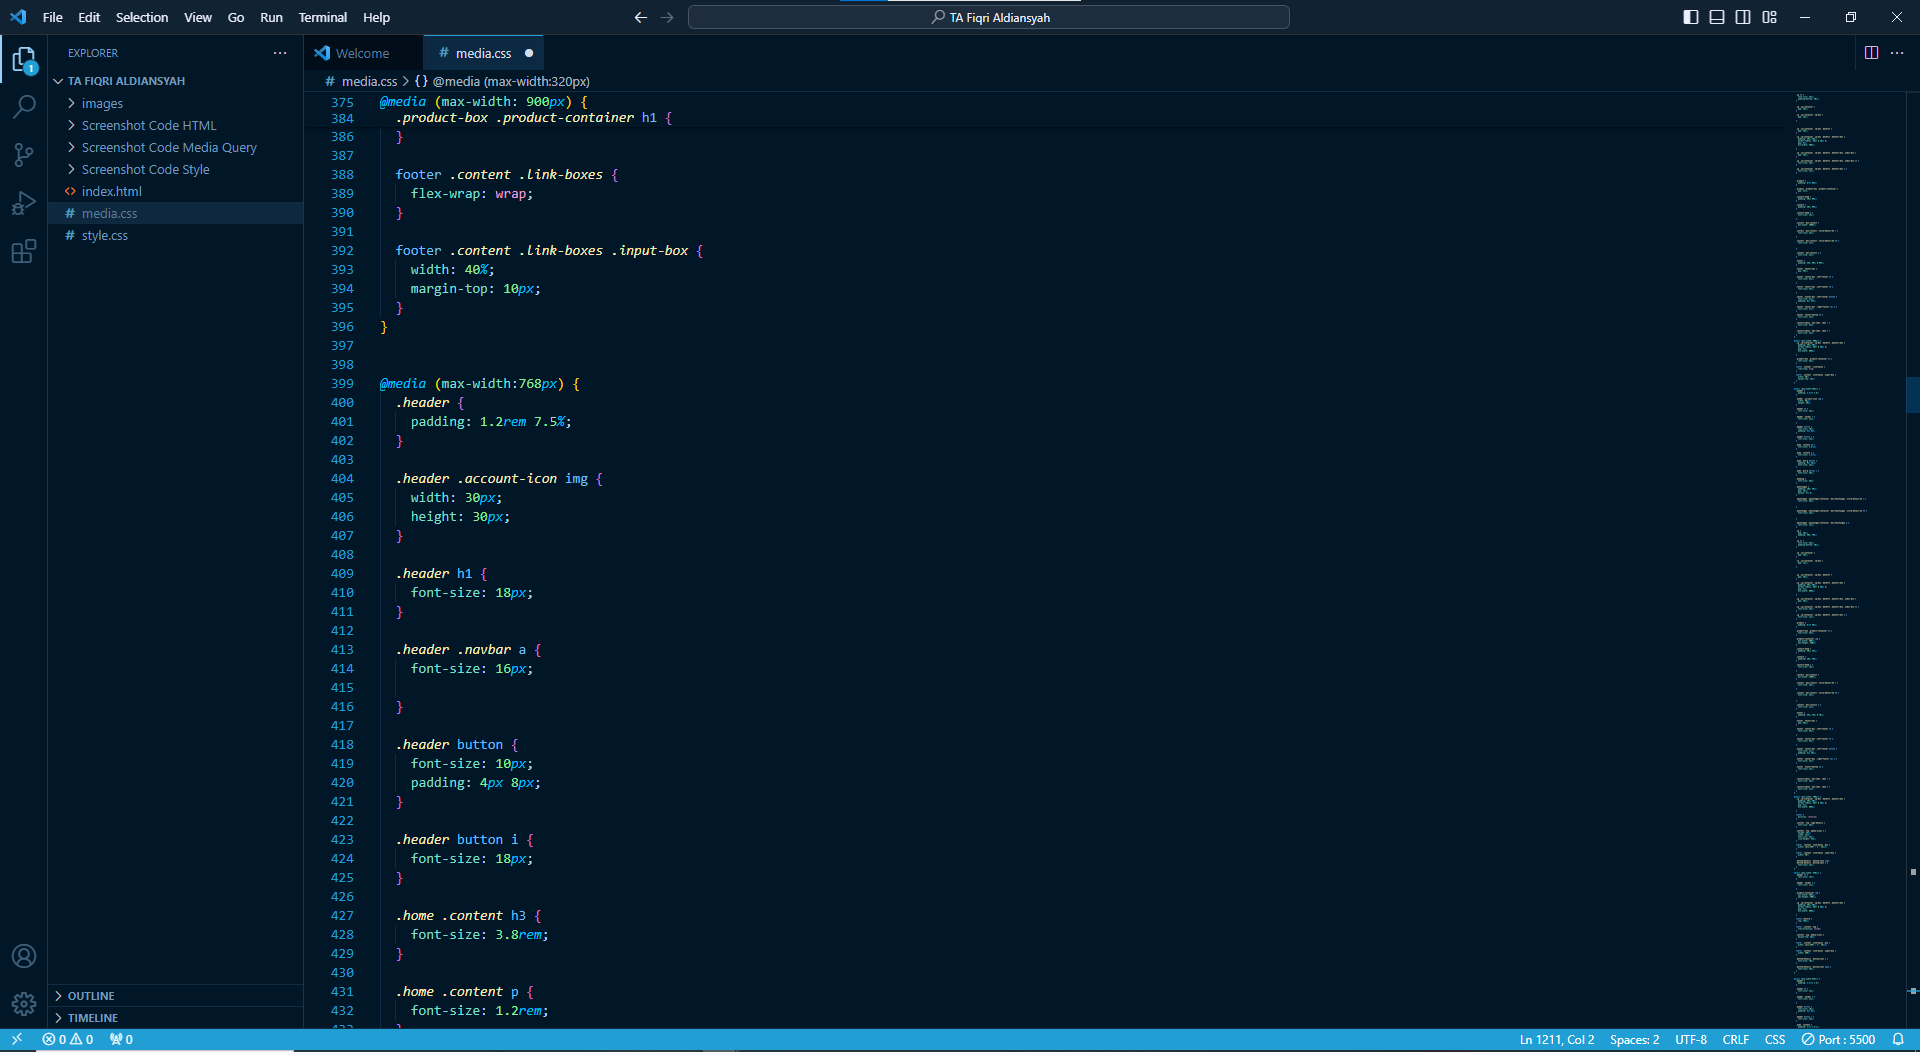 File Edit Selection View Go Run Terminal Help
TA Fiqri Aldiansyah
EXPLORER
TA FIQRI ALDIANSYAH
images
Screenshot Code HTML
Screenshot Code Media Query
Screenshot Code Style
index.html
# media.css
# style.css
OUTLINE
TIMELINE
1
Welcome
# media.css
# media.css > {} @media (max-width:320px)
375 @media (max-width: 900px) {
384 .product-box .product-container h1 {
386 }
387
388 footer .content .link-boxes {
389 flex-wrap: wrap;
390 }
391
392 footer .content .link-boxes .input-box {
393 width: 40%;
394 margin-top: 10px;
395 }
396 }
397
398
399 @media (max-width:768px) {
400 .header {
401 padding: 1.2rem 7.5%;
402 }
403
404 .header .account-icon img {
405 width: 30px;
406 height: 30px;
407 }
408
409 .header h1 {
410 font-size: 18px;
411 }
412
413 .header .navbar a {
414 font-size: 16px;
415
416 }
417
418 .header button {
419 font-size: 10px;
420 padding: 4px 8px;
421 }
422
423 .header button i {
424 font-size: 18px;
425 }
426
427 .home .content h3 {
428 font-size: 3.8rem;
429 }
430
431 .home .content p {
432 font-size: 1.2rem;
0 0 0
Ln 1211, Col 2 Spaces: 2 UTF-8 CRLF CSS Port : 5500